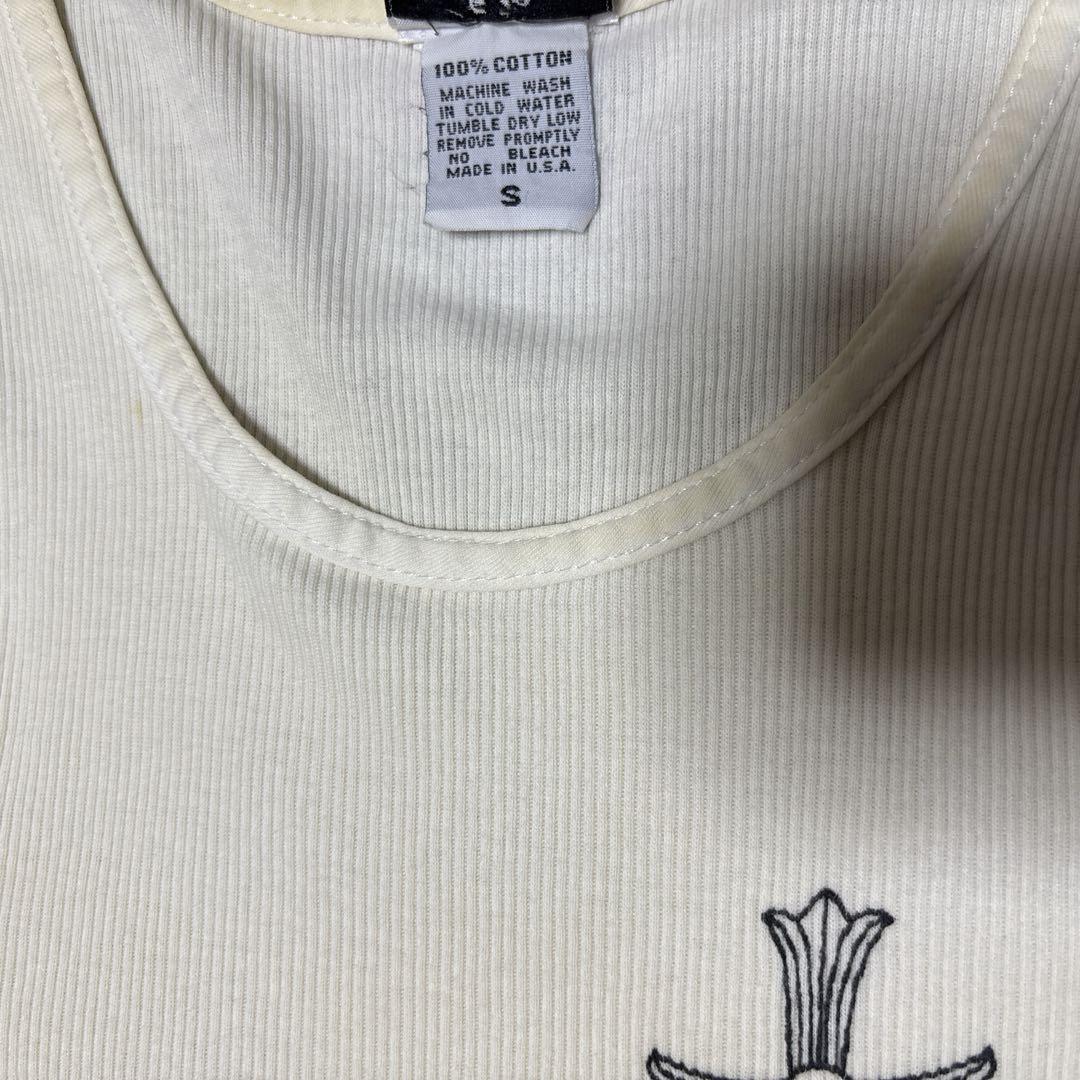 100% COTTON
MACHINE WASH
IN COLD WATER
TUMBLE DRY LOW
REMOVE PROMPTLY
NO BLEACH
MADE IN U.S.A.
S